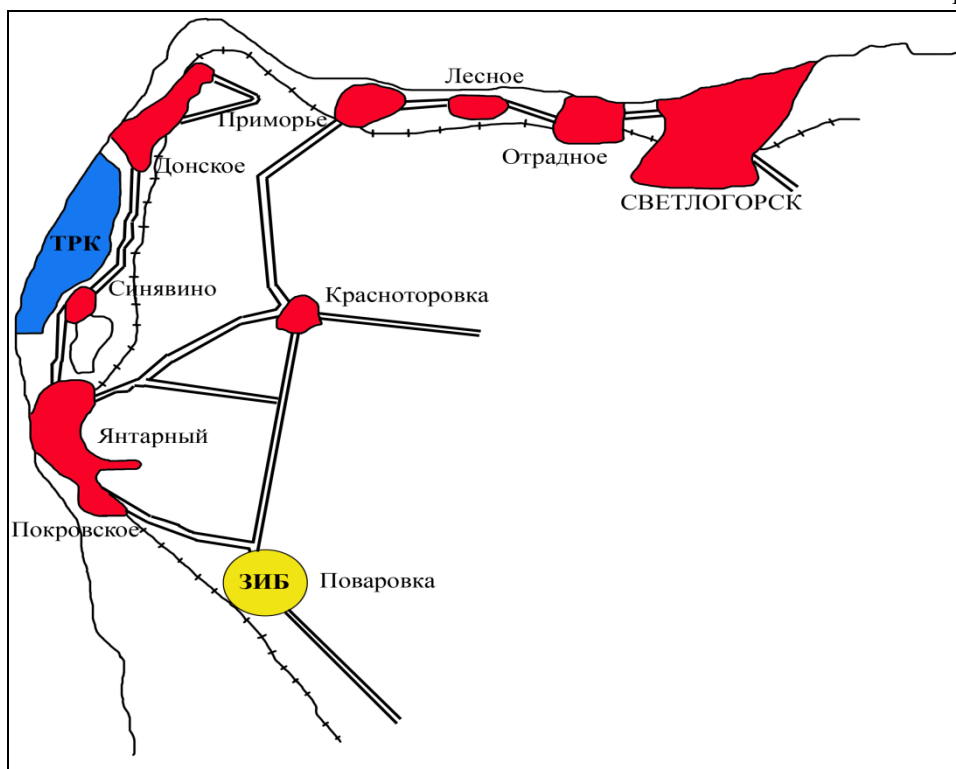 Лесное
Приморье
Отрадное
Донское
СВЕТЛОГОРСК
ТРК
Синявино
Красноторовка
Янтарный
Покровское
ЗИБ
Поваровка